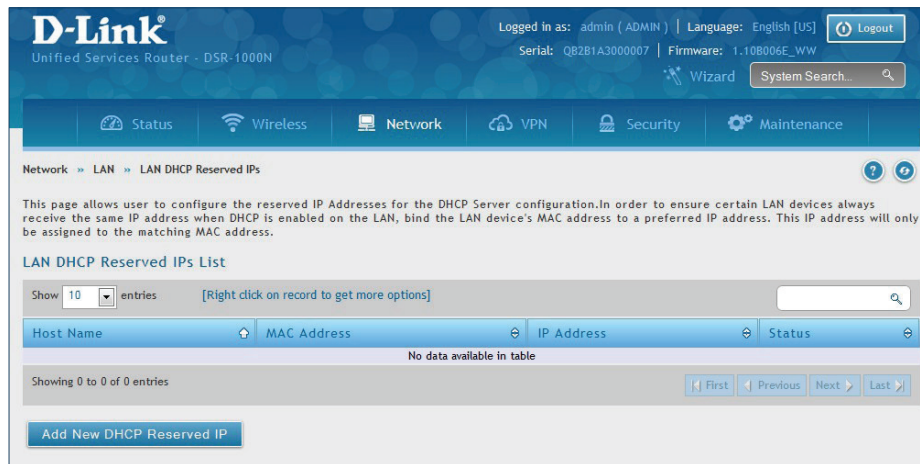 D-Link®
Unified Services Router - DSR-1000N
Logged in as: admin ( ADMIN ) | Language: English [US]
Logout
Serial: QB2B1A3000007 | Firmware: 1.10B006E_WW
Wizard
System Search...
Status
Wireless
Network
VPN
Security
Maintenance
Network » LAN » LAN DHCP Reserved IPs
This page allows user to configure the reserved IP Addresses for the DHCP Server configuration.In order to ensure certain LAN devices always
receive the same IP address when DHCP is enabled on the LAN, bind the LAN device's MAC address to a preferred IP address. This IP address will only
be assigned to the matching MAC address.
LAN DHCP Reserved IPs List
Show 10 entries [Right click on record to get more options]
Host Name MAC Address IP Address Status
No data available in table
Showing 0 to 0 of 0 entries
First Previous Next Last
Add New DHCP Reserved IP